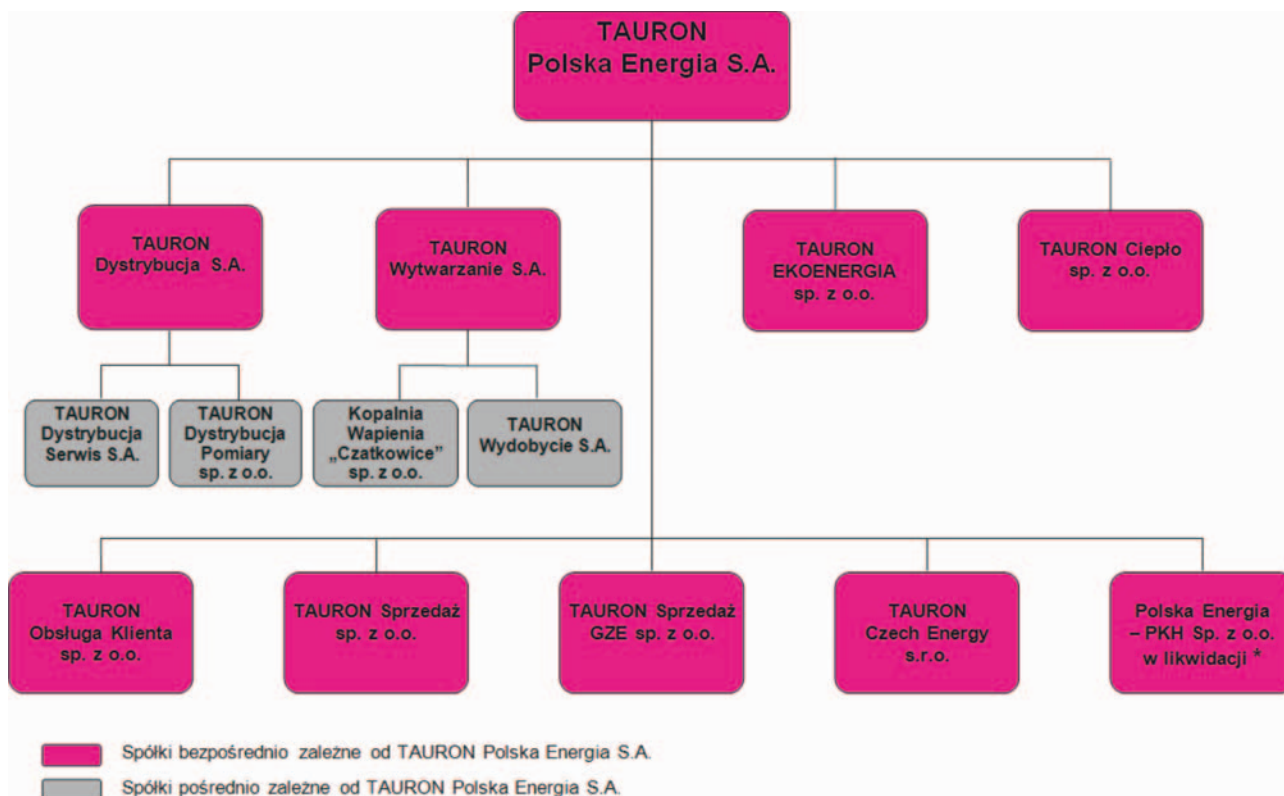 TAURON
Polska Energia S.A.
TAURON
Dystrybucja S.A.
TAURON
Wytwarzanie S.A.
TAURON
EKOENERGIA
sp. z o.o.
TAURON Ciepło
sp. z o.o.
TAURON
Dystrybucja
Serwis S.A.
TAURON
Dystrybucja
Pomiary
sp. z o.o.
Kopalnia
Wapienia
„Czatkowice”
sp. z o.o.
TAURON
Wydobycie S.A.
TAURON
Obsługa Klienta
sp. z o.o.
TAURON Sprzedaż
sp. z o.o.
TAURON Sprzedaż
GZE sp. z o.o.
TAURON
Czech Energy
s.r.o.
Polska Energia
– PKH Sp. z o.o.
w likwidacji *
Spółki bezpośrednio zależne od TAURON Polska Energia S.A.
Spółki pośrednio zależne od TAURON Polska Energia S.A.